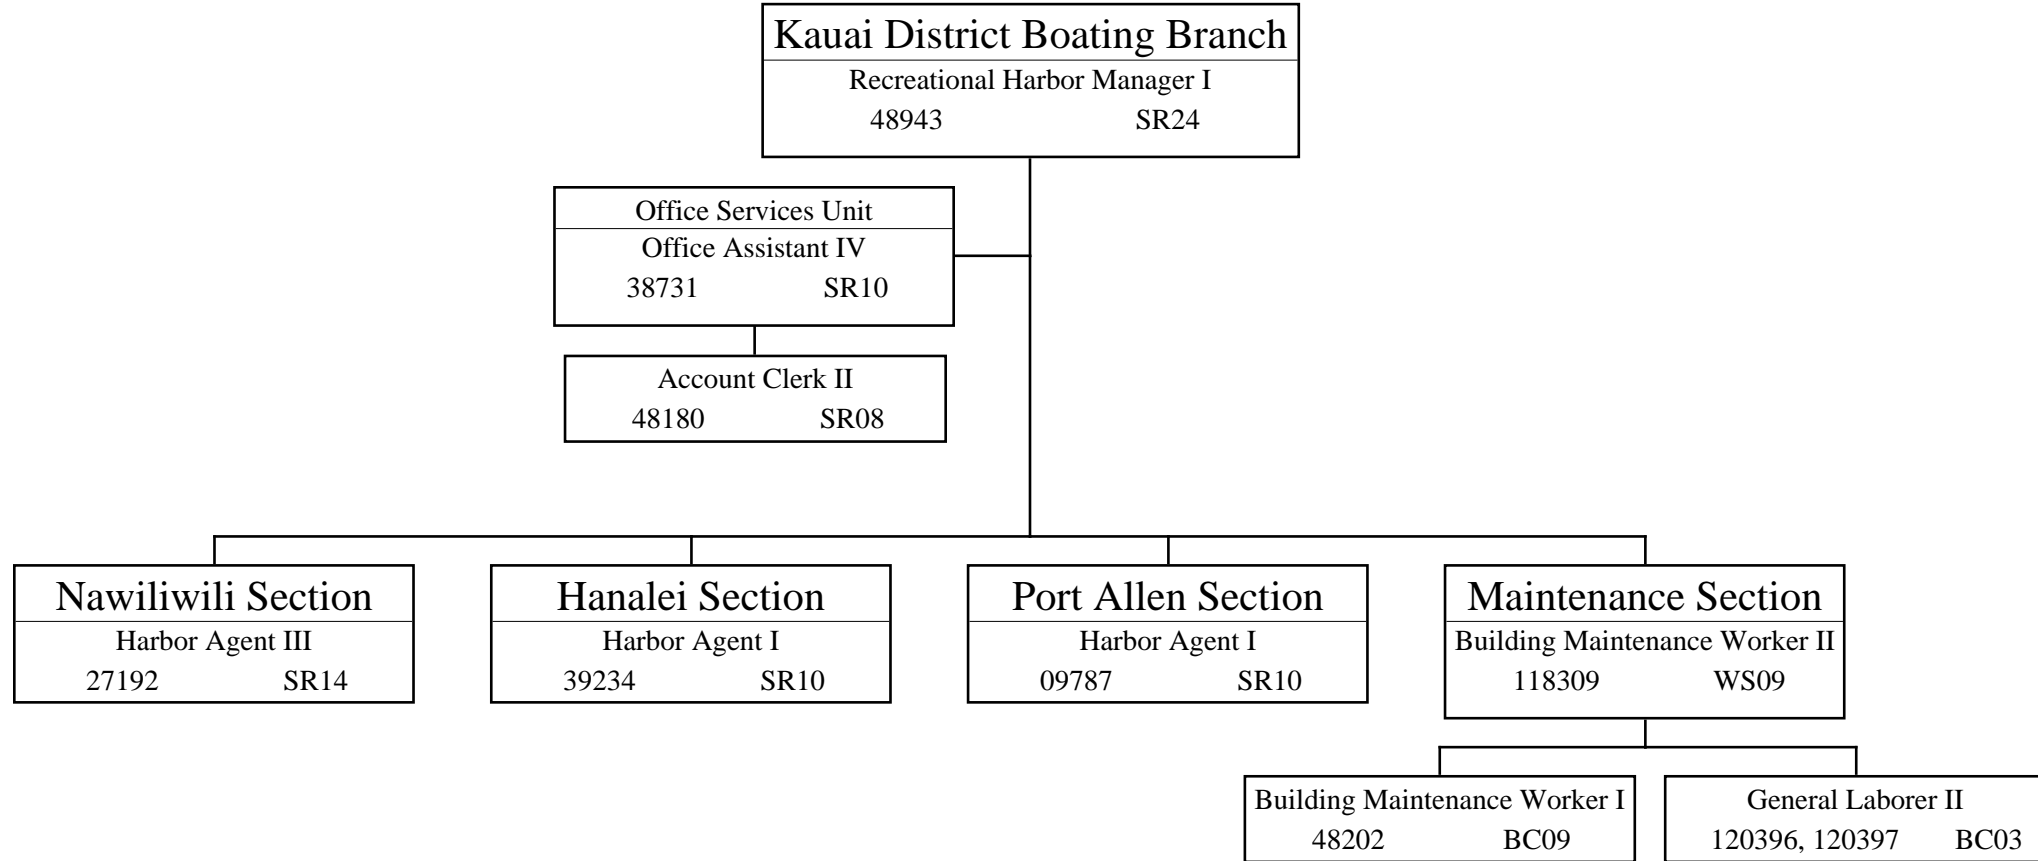 Kauai District Boating Branch
Recreational Harbor Manager I
48943 SR24
Office Services Unit
Office Assistant IV
38731 SR10
Account Clerk II
48180 SR08
Nawiliwili Section
Harbor Agent III
27192 SR14
Hanalei Section
Harbor Agent I
39234 SR10
Port Allen Section
Harbor Agent I
09787 SR10
Maintenance Section
Building Maintenance Worker II
118309 WS09
Building Maintenance Worker I
48202 BC09
General Laborer II
120396, 120397 BC03